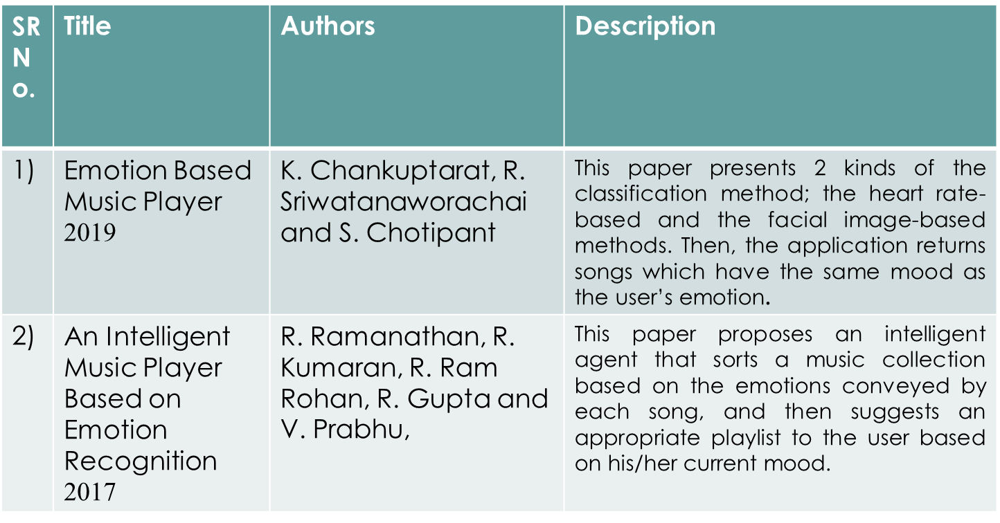 SR
N
o.
Title
Authors
Description
1)
Emotion Based
Music Player
2019
K. Chankuptarat, R.
Sriwatanaworachai
and S. Chotipant
This paper presents 2 kinds of the
classification method; the heart rate-
based and the facial image-based
methods. Then, the application returns
songs which have the same mood as
the user’s emotion.
2)
An Intelligent
Music Player
Based on
Emotion
Recognition
2017
R. Ramanathan, R.
Kumaran, R. Ram
Rohan, R. Gupta and
V. Prabhu,
This paper proposes an intelligent
agent that sorts a music collection
based on the emotions conveyed by
each song, and then suggests an
appropriate playlist to the user based
on his/her current mood.